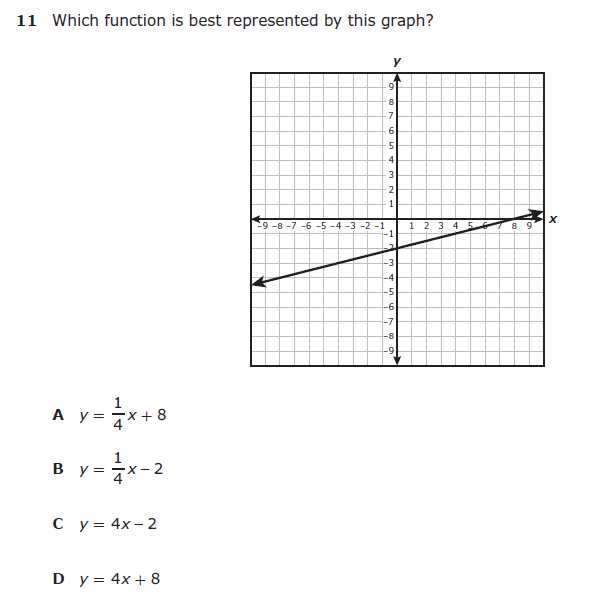 11 Which function is best represented by this graph?
y
9
8
7
6
5
4
3
2
1
-9 -8 -7 -6 -5 -4 -3 -2 -1 1 2 3 4 5 6 7 8 9 x
-1
-2
-3
-4
-5
-6
-7
-8
-9
A y = 1/4 x + 8
B y = 1/4 x – 2
C y = 4x – 2
D y = 4x + 8